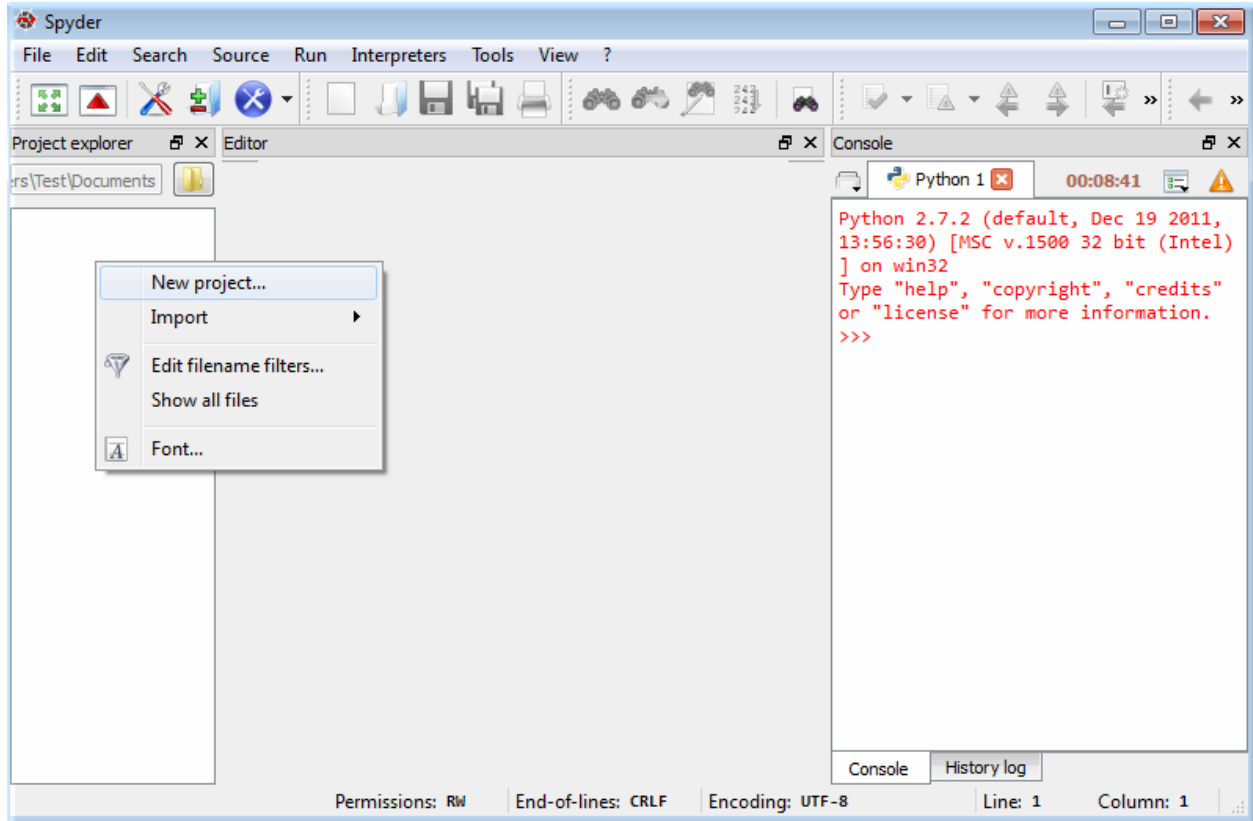 Spyder
File Edit Search Source Run Interpreters Tools View ?
Project explorer
Editor
Console
rs\Test\Documents
Python 1
00:08:41
New project...
Import
Edit filename filters...
Show all files
Font...
Python 2.7.2 (default, Dec 19 2011,
13:56:30) [MSC v.1500 32 bit (Intel)
] on win32
Type "help", "copyright", "credits"
or "license" for more information.
>>>
Console
History log
Permissions: RW End-of-lines: CRLF Encoding: UTF-8 Line: 1 Column: 1